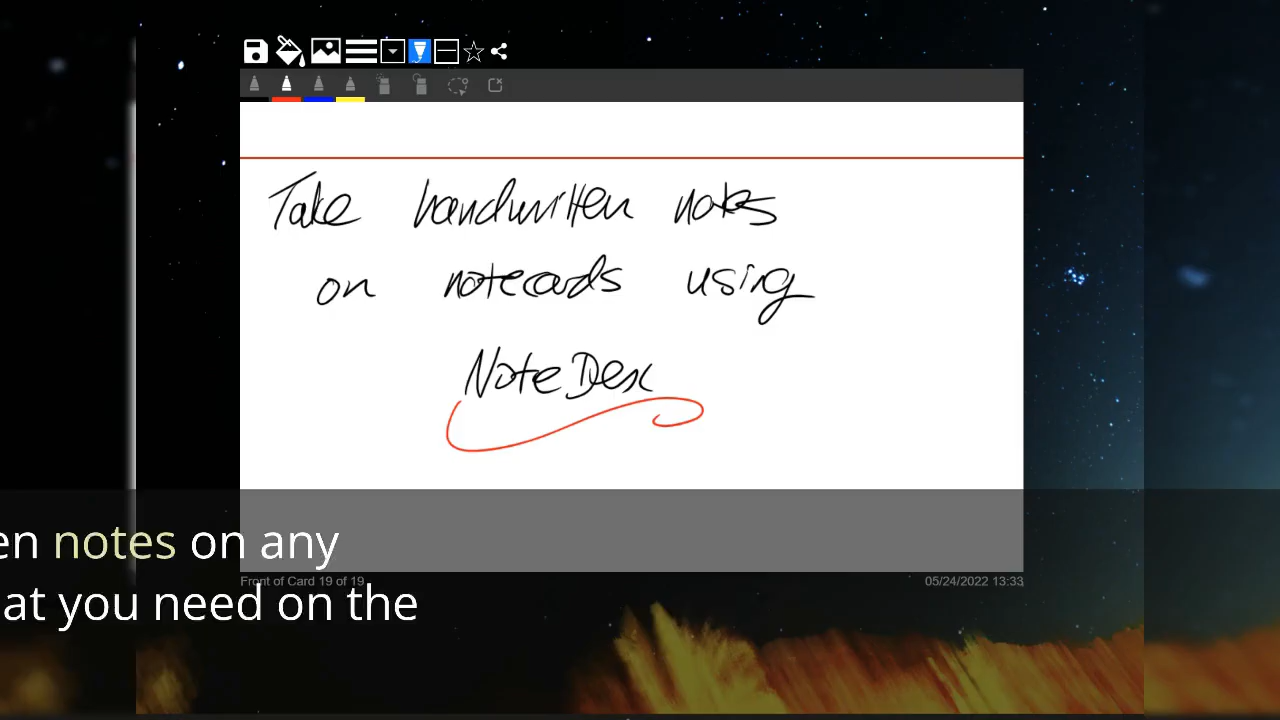 Take handwritten notes
on notecards using
NoteDesk
en notes on any
Front of Card 19 of 19
05/24/2022 13:33
at you need on the